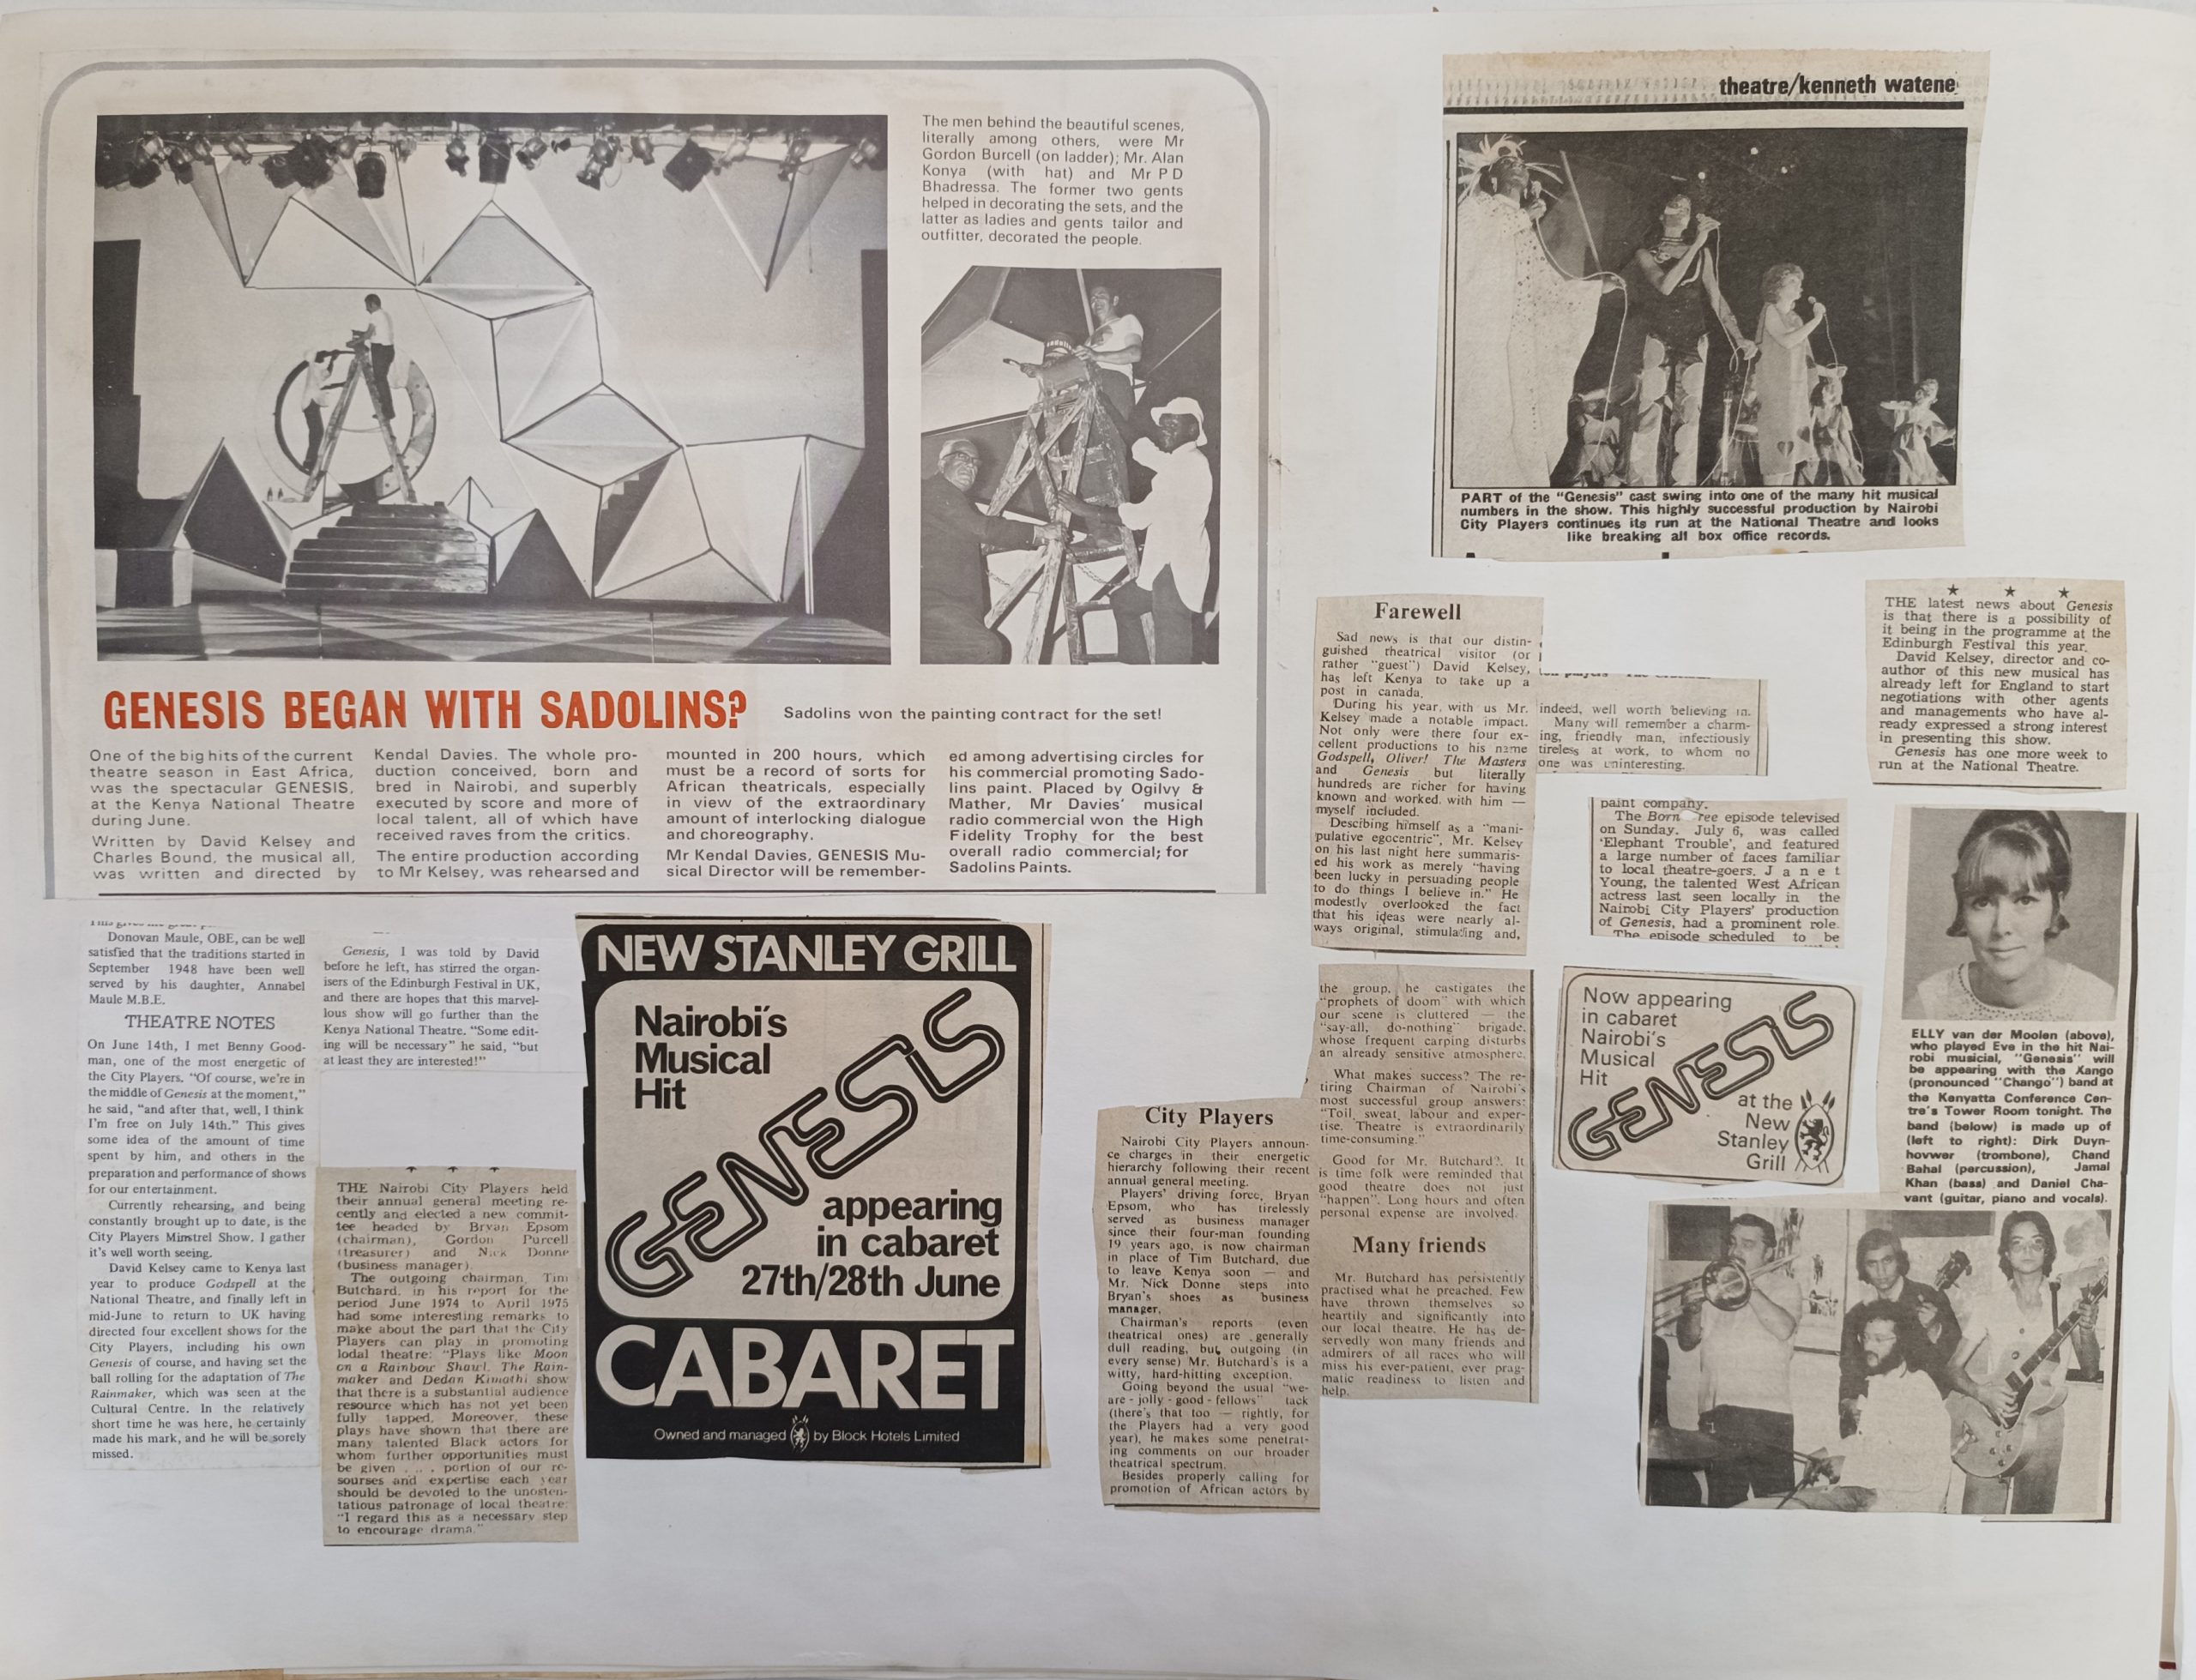 The men behind the beautiful scenes,
literally among others, were Mr
Gordon Burcell (on ladder); Mr. Alan
Konya (with hat) and Mr P D
Bhadressa. The former two gents
helped in decorating the sets, and the
latter as ladies and gents tailor and
outfitter, decorated the people.
GENESIS BEGAN WITH SADOLINS?
Sadolins won the painting contract for the set!
One of the big hits of the current
theatre season in East Africa,
was the spectacular GENESIS,
at the Kenya National Theatre
during June.
Written by David Kelsey and
Charles Bound, the musical all,
was written and directed by
Kendal Davies. The whole pro-
duction conceived, born and
bred in Nairobi, and superbly
executed by score and more of
local talent, all of which have
received raves from the critics.
The entire production according
to Mr Kelsey, was rehearsed and
mounted in 200 hours, which
must be a record of sorts for
African theatricals, especially
in view of the extraordinary
amount of interlocking dialogue
and choreography.
Mr Kendal Davies, GENESIS Mu-
sical Director will be remember-
ed among advertising circles for
his commercial promoting Sado-
lins paint. Placed by Ogilvy &
Mather, Mr Davies' musical
radio commercial won the High
Fidelity Trophy for the best
overall radio commercial; for
Sadolins Paints.
Donovan Maule, OBE, can be well
satisfied that the traditions started in
September 1948 have been well
served by his daughter, Annabel
Maule M.B.E.
THEATRE NOTES
On June 14th, I met Benny Good-
man, one of the most energetic of
the City Players. "Of course, we're in
the middle of Genesis at the moment,"
he said, "and after that, well, I think
I'm free on July 14th." This gives
some idea of the amount of time
spent by him, and others in the
preparation and performance of shows
for our entertainment.
Currently rehearsing, and being
constantly brought up to date, is the
City Players Minstrel Show. I gather
it's well worth seeing.
David Kelsey came to Kenya last
year to produce Godspell at the
National Theatre, and finally left in
mid-June to return to UK having
directed four excellent shows for the
City Players, including his own
Genesis of course, and having set the
ball rolling for the adaptation of The
Rainmaker, which was seen at the
Cultural Centre. In the relatively
short time he was here, he certainly
made his mark, and he will be sorely
missed.
Genesis, I was told by David
before he left, has stirred the organ-
isers of the Edinburgh Festival in UK,
and there are hopes that this marvel-
lous show will go further than the
Kenya National Theatre. "Some edit-
ing will be necessary" he said, "but
at least they are interested!"
THE Nairobi City Players held
their annual general meeting re-
cently and elected a new commit-
tee headed by Bryan Epsom
(chairman), Gordon Purcell
(treasurer) and Nick Donne
(business manager).
The outgoing chairman, Tim
Butchard, in his report for the
period June 1974 to April 1975
had some interesting remarks to
make about the part that the City
Players can play in promoting
lodal theatre: "Plays like Moon
on a Rainbow Shawl, The Rain-
maker and Dedan Kimathi show
that there is a substantial audience
resource which has not yet been
fully tapped. Moreover, these
plays have shown that there are
many talented Black actors for
whom further opportunities must
be given . . . portion of our re-
sourses and expertise each year
should be devoted to the unosten-
tatious patronage of local theatre:
"I regard this as a necessary step
to encourage drama."
NEW STANLEY GRILL
Nairobi's
Musical
Hit
GENESIS
appearing
in cabaret
27th/28th June
CABARET
Owned and managed by Block Hotels Limited
theatre/kenneth watene
PART of the "Genesis" cast swing into one of the many hit musical
numbers in the show. This highly successful production by Nairobi
City Players continues its run at the National Theatre and looks
like breaking all box office records.
Farewell
Sad news is that our distin-
guished theatrical visitor (or
rather "guest") David Kelsey,
has left Kenya to take up a
post in canada.
During his year with us Mr.
Kelsey made a notable impact.
Not only were there four ex-
cellent productions to his name
Godspell, Oliver! The Masters
and Genesis but literally
hundreds are richer for having
known and worked with him —
myself included.
Descibing himself as a "mani-
pulative egocentric", Mr. Kelsey
on his last night here summaris-
ed his work as merely "having
been lucky in persuading people
to do things I believe in." He
modestly overlooked the fact
that his ideas were nearly al-
ways original, stimulating and,
indeed, well worth believing in.
Many will remember a charm-
ing, friendly man, infectiously
tireless at work, to whom no
one was uninteresting.
THE latest news about Genesis
is that there is a possibility of
it being in the programme at the
Edinburgh Festival this year.
David Kelsey, director and co-
author of this new musical has
already left for England to start
negotiations with other agents
and managements who have al-
ready expressed a strong interest
in presenting this show.
Genesis has one more week to
run at the National Theatre.
paint company.
The Born ree episode televised
on Sunday, July 6, was called
'Elephant Trouble', and featured
a large number of faces familiar
to local theatre-goers. Janet
Young, the talented West African
actress last seen locally in the
Nairobi City Players' production
of Genesis, had a prominent role.
The episode scheduled to be
City Players
Nairobi City Players announ-
ce charges in their energetic
hierarchy following their recent
annual general meeting.
Players' driving force, Bryan
Epsom, who has tirelessly
served as business manager
since their four-man founding
19 years ago, is now chairman
in place of Tim Butchard, due
to leave Kenya soon — and
Mr. Nick Donne steps into
Bryan's shoes as business
manager.
Chairman's reports (even
theatrical ones) are generally
dull reading, but outgoing (in
every sense) Mr. Butchard's is a
witty, hard-hitting exception.
Going beyond the usual "we-
are - jolly - good - fellows" tack
(there's that too — rightly, for
the Players had a very good
year), he makes some penetrat-
ing comments on our broader
theatrical spectrum.
Besides properly calling for
promotion of African actors by
the group, he castigates the
"prophets of doom" with which
our scene is cluttered — the
"say-all, do-nothing" brigade,
whose frequent carping disturbs
an already sensitive atmosphere.
What makes success? The re-
tiring Chairman of Nairobi's
most successful group answers:
"Toil, sweat, labour and exper-
tise. Theatre is extraordinarily
time-consuming."
Good for Mr. Butchard?. It
is time folk were reminded that
good theatre does not just
"happen". Long hours and often
personal expense are involved.
Many friends
Mr. Butchard has persistently
practised what he preached. Few
have thrown themselves so
heartily and significantly into
our local theatre. He has de-
servedly won many friends and
admirers of all races who will
miss his ever-patient, ever prag-
matic readiness to listen and
help.
Now appearing
in cabaret
Nairobi's
Musical
Hit
GENESIS
at the
New
Stanley
Grill
ELLY van der Moolen (above),
who played Eve in the hit Nai-
robi musicial, "Genesis" will
be appearing with the Xango
(pronounced "Chango") band at
the Kenyatta Conference Cen-
tre's Tower Room tonight. The
band (below) is made up of
(left to right): Dirk Duyn-
hovwer (trombone), Chand
Bahal (percussion), Jamal
Khan (bass) and Daniel Cha-
vant (guitar, piano and vocals).